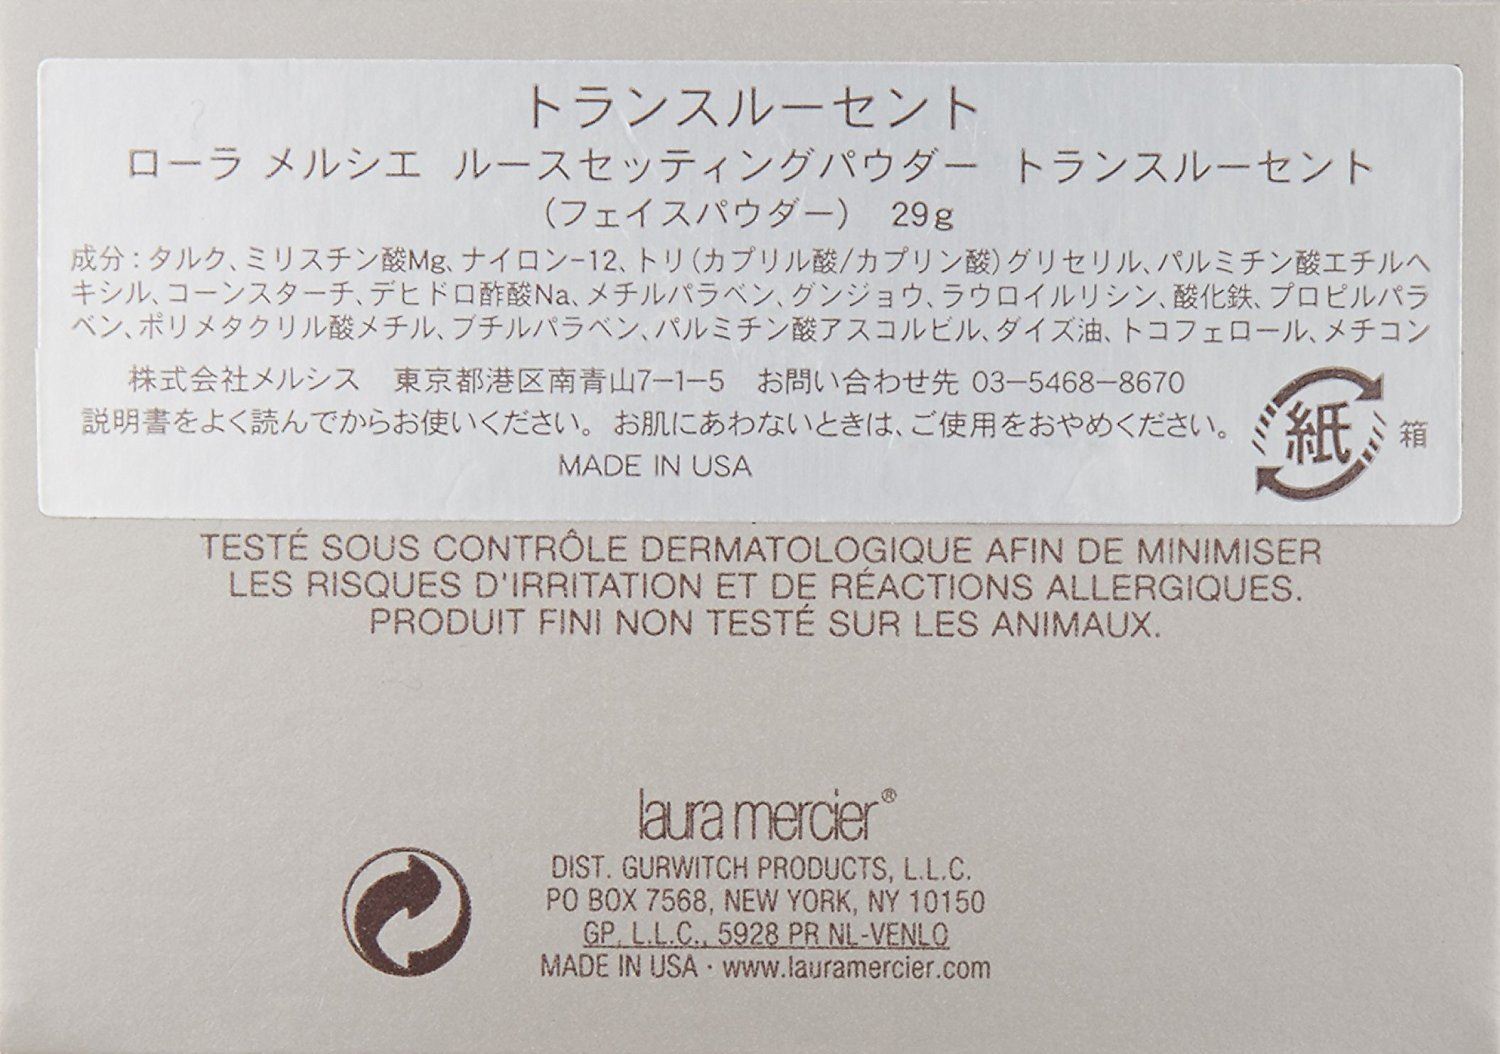 トランスルーセント
ローラ メルシエ ルースセッティングパウダー トランスルーセント
(フェイスパウダー) 29g
成分:タルク、ミリスチン酸Mg、ナイロン-12、トリ(カプリル酸/カプリン酸)グリセリル、パルミチン酸エチルヘ
キシル、コーンスターチ、デヒドロ酢酸Na、メチルパラベン、グンジョウ、ラウロイルリシン、酸化鉄、プロピルパラ
ベン、ポリメタクリル酸メチル、ブチルパラベン、パルミチン酸アスコルビル、ダイズ油、トコフェロール、メチコン
株式会社メルシス 東京都港区南青山7-1-5 お問い合わせ先 03-5468-8670
説明書をよく読んでからお使いください。お肌にあわないときは、ご使用をおやめください。
紙 箱
MADE IN USA
TESTÉ SOUS CONTRÔLE DERMATOLOGIQUE AFIN DE MINIMISER
LES RISQUES D'IRRITATION ET DE RÉACTIONS ALLERGIQUES.
PRODUIT FINI NON TESTÉ SUR LES ANIMAUX.
laura mercier®
DIST. GURWITCH PRODUCTS, L.L.C.
PO BOX 7568, NEW YORK, NY 10150
GP, L.L.C., 5928 PR NL-VENLO
MADE IN USA · www.lauramercier.com